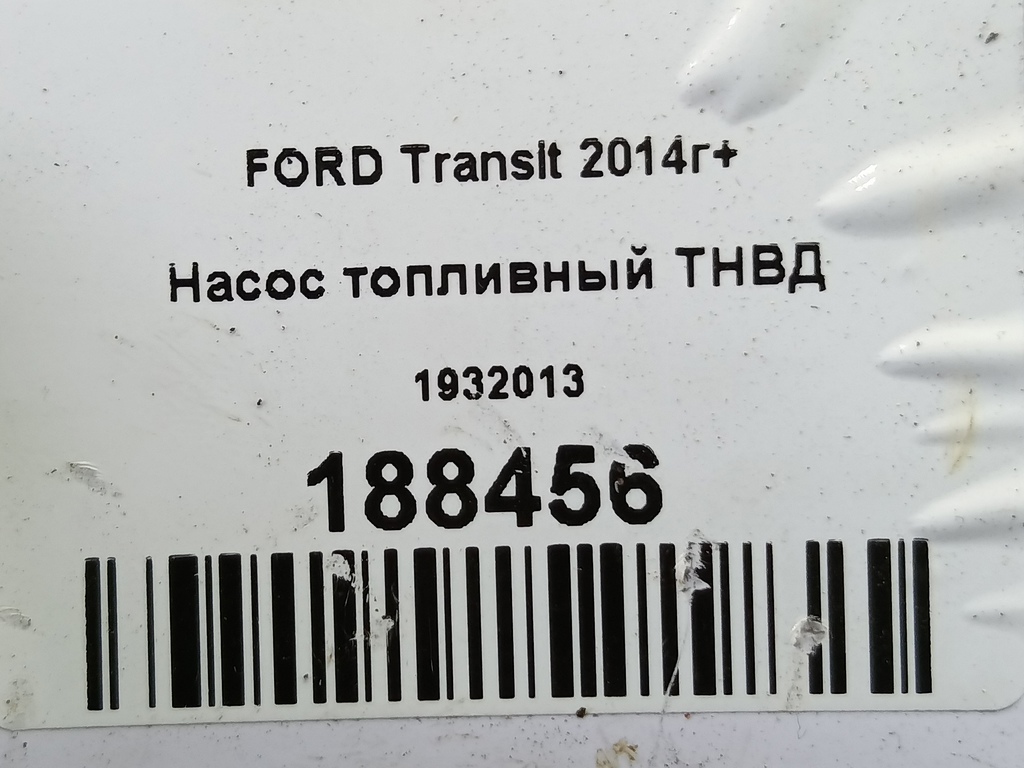 FORD Transit 2014г+
Насос топливный ТНВД
1932013
188456